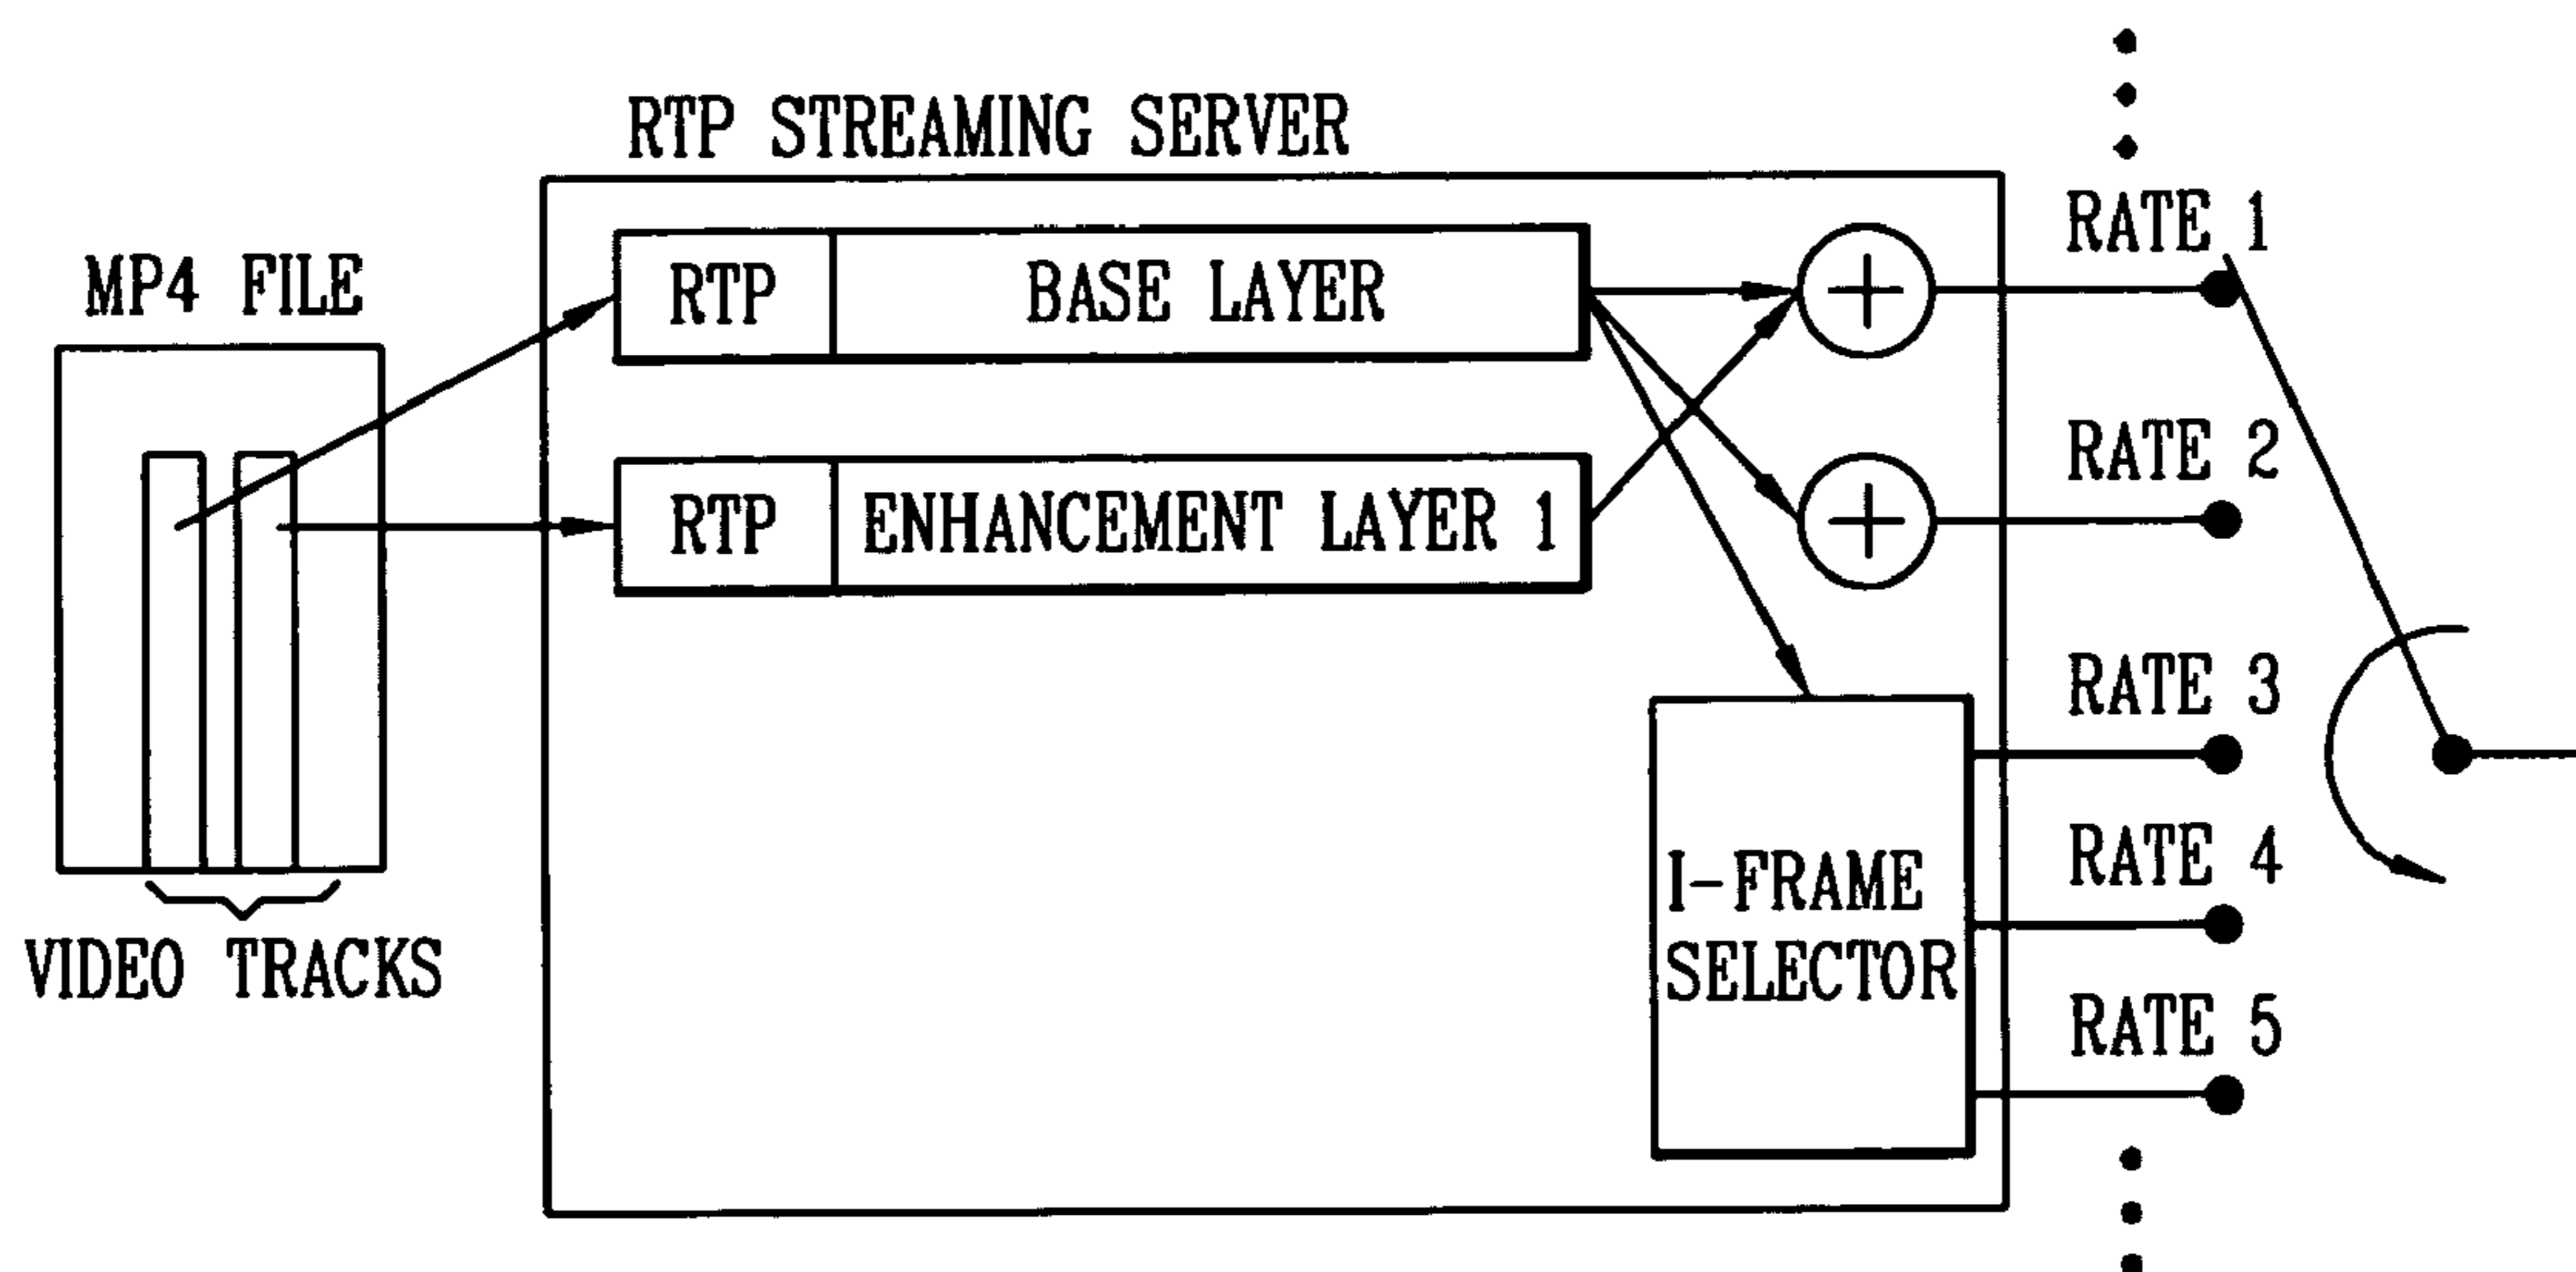 RTP STREAMING SERVER
MP4 FILE
VIDEO TRACKS
RTP BASE LAYER
RTP ENHANCEMENT LAYER 1
I-FRAME
SELECTOR
RATE 1
RATE 2
RATE 3
RATE 4
RATE 5